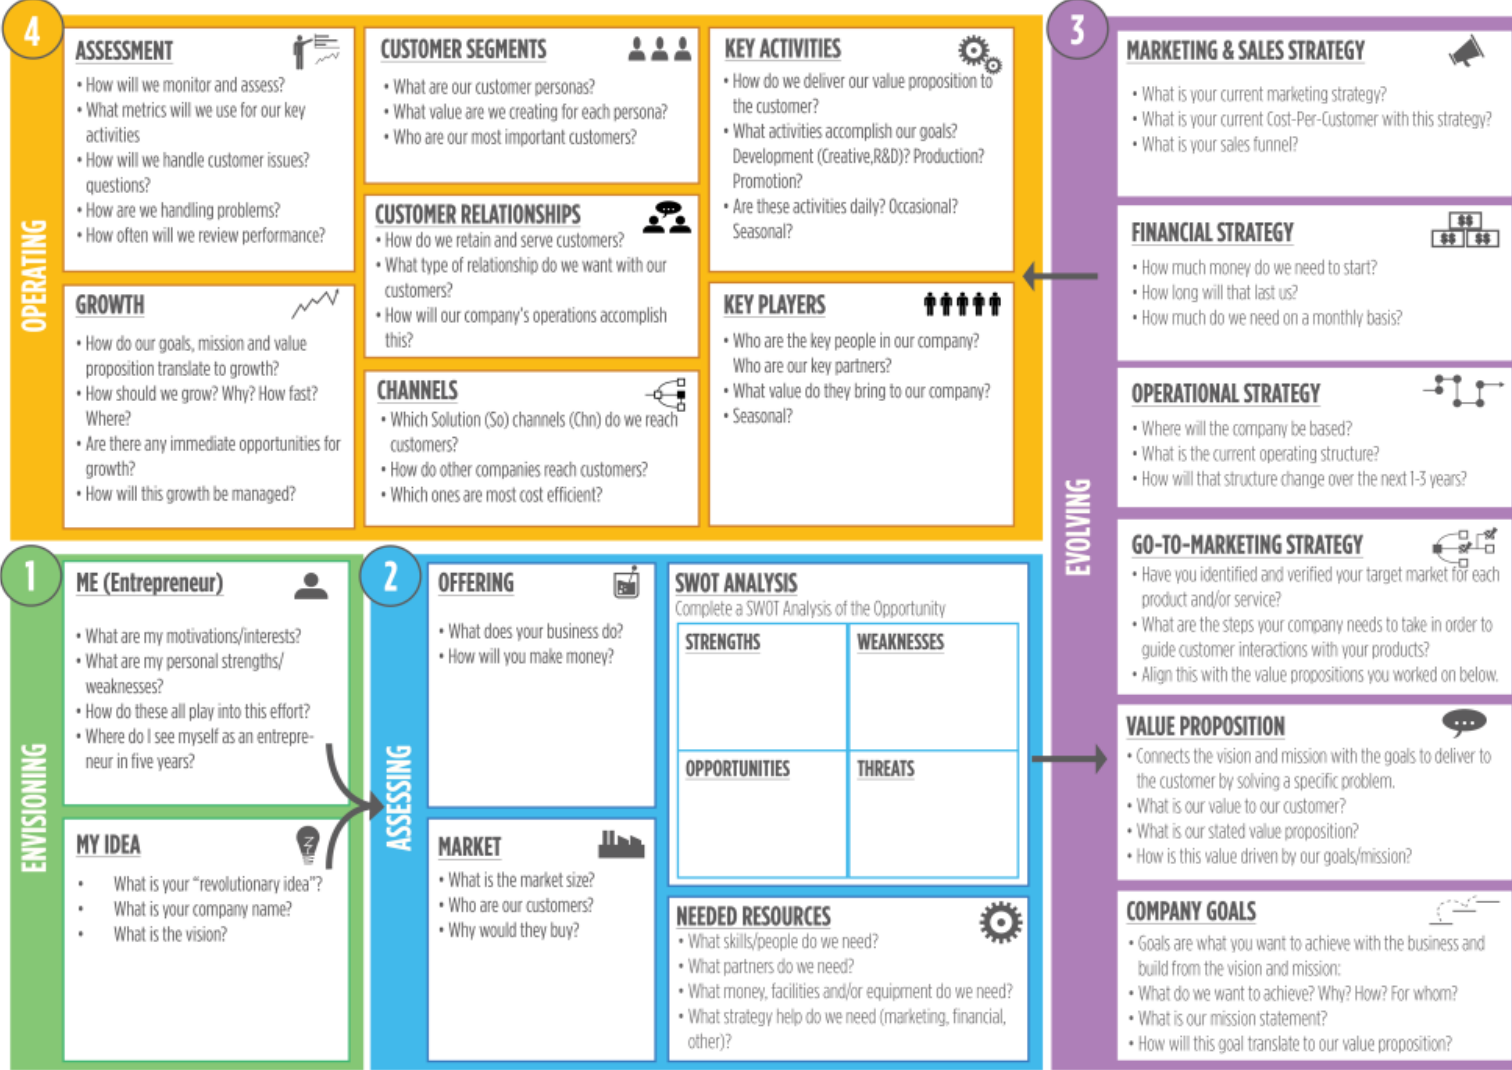 4
OPERATING
ASSESSMENT
• How will we monitor and assess?
• What metrics will we use for our key
activities
• How will we handle customer issues?
questions?
• How are we handling problems?
• How often will we review performance?
GROWTH
• How do our goals, mission and value
proposition translate to growth?
• How should we grow? Why? How fast?
Where?
• Are there any immediate opportunities for
growth?
• How will this growth be managed?
CUSTOMER SEGMENTS
• What are our customer personas?
• What value are we creating for each persona?
• Who are our most important customers?
CUSTOMER RELATIONSHIPS
• How do we retain and serve customers?
• What type of relationship do we want with our
customers?
• How will our company's operations accomplish
this?
CHANNELS
• Which Solution (So) channels (Chn) do we reach
customers?
• How do other companies reach customers?
• Which ones are most cost efficient?
KEY ACTIVITIES
• How do we deliver our value proposition to
the customer?
• What activities accomplish our goals?
Development (Creative,R&D)? Production?
Promotion?
• Are these activities daily? Occasional?
Seasonal?
KEY PLAYERS
• Who are the key people in our company?
Who are our key partners?
• What value do they bring to our company?
• Seasonal?
3
EVOLVING
MARKETING & SALES STRATEGY
• What is your current marketing strategy?
• What is your current Cost-Per-Customer with this strategy?
• What is your sales funnel?
FINANCIAL STRATEGY
$$
$$ $$
• How much money do we need to start?
• How long will that last us?
• How much do we need on a monthly basis?
OPERATIONAL STRATEGY
• Where will the company be based?
• What is the current operating structure?
• How will that structure change over the next 1-3 years?
GO-TO-MARKETING STRATEGY
• Have you identified and verified your target market for each
product and/or service?
• What are the steps your company needs to take in order to
guide customer interactions with your products?
• Align this with the value propositions you worked on below.
VALUE PROPOSITION
• Connects the vision and mission with the goals to deliver to
the customer by solving a specific problem.
• What is our value to our customer?
• What is our stated value proposition?
• How is this value driven by our goals/mission?
COMPANY GOALS
• Goals are what you want to achieve with the business and
build from the vision and mission:
• What do we want to achieve? Why? How? For whom?
• What is our mission statement?
• How will this goal translate to our value proposition?
1
ENVISIONING
ME (Entrepreneur)
• What are my motivations/interests?
• What are my personal strengths/
weaknesses?
• How do these all play into this effort?
• Where do I see myself as an entrepre-
neur in five years?
MY IDEA
• What is your “revolutionary idea”?
• What is your company name?
• What is the vision?
2
ASSESSING
OFFERING
• What does your business do?
• How will you make money?
MARKET
• What is the market size?
• Who are our customers?
• Why would they buy?
SWOT ANALYSIS
Complete a SWOT Analysis of the Opportunity
STRENGTHS
WEAKNESSES
OPPORTUNITIES
THREATS
NEEDED RESOURCES
• What skills/people do we need?
• What partners do we need?
• What money, facilities and/or equipment do we need?
• What strategy help do we need (marketing, financial,
other)?